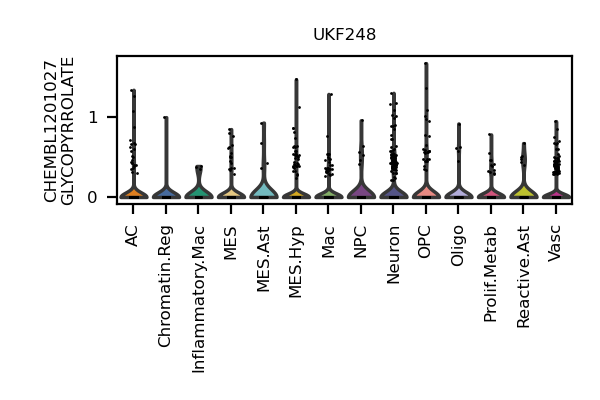 UKF248
CHEMBL1201027
GLYCOPYRROLATE
1
0
AC
Chromatin.Reg
Inflammatory.Mac
MES
MES.Ast
MES.Hyp
Mac
NPC
Neuron
OPC
Oligo
Prolif.Metab
Reactive.Ast
Vasc